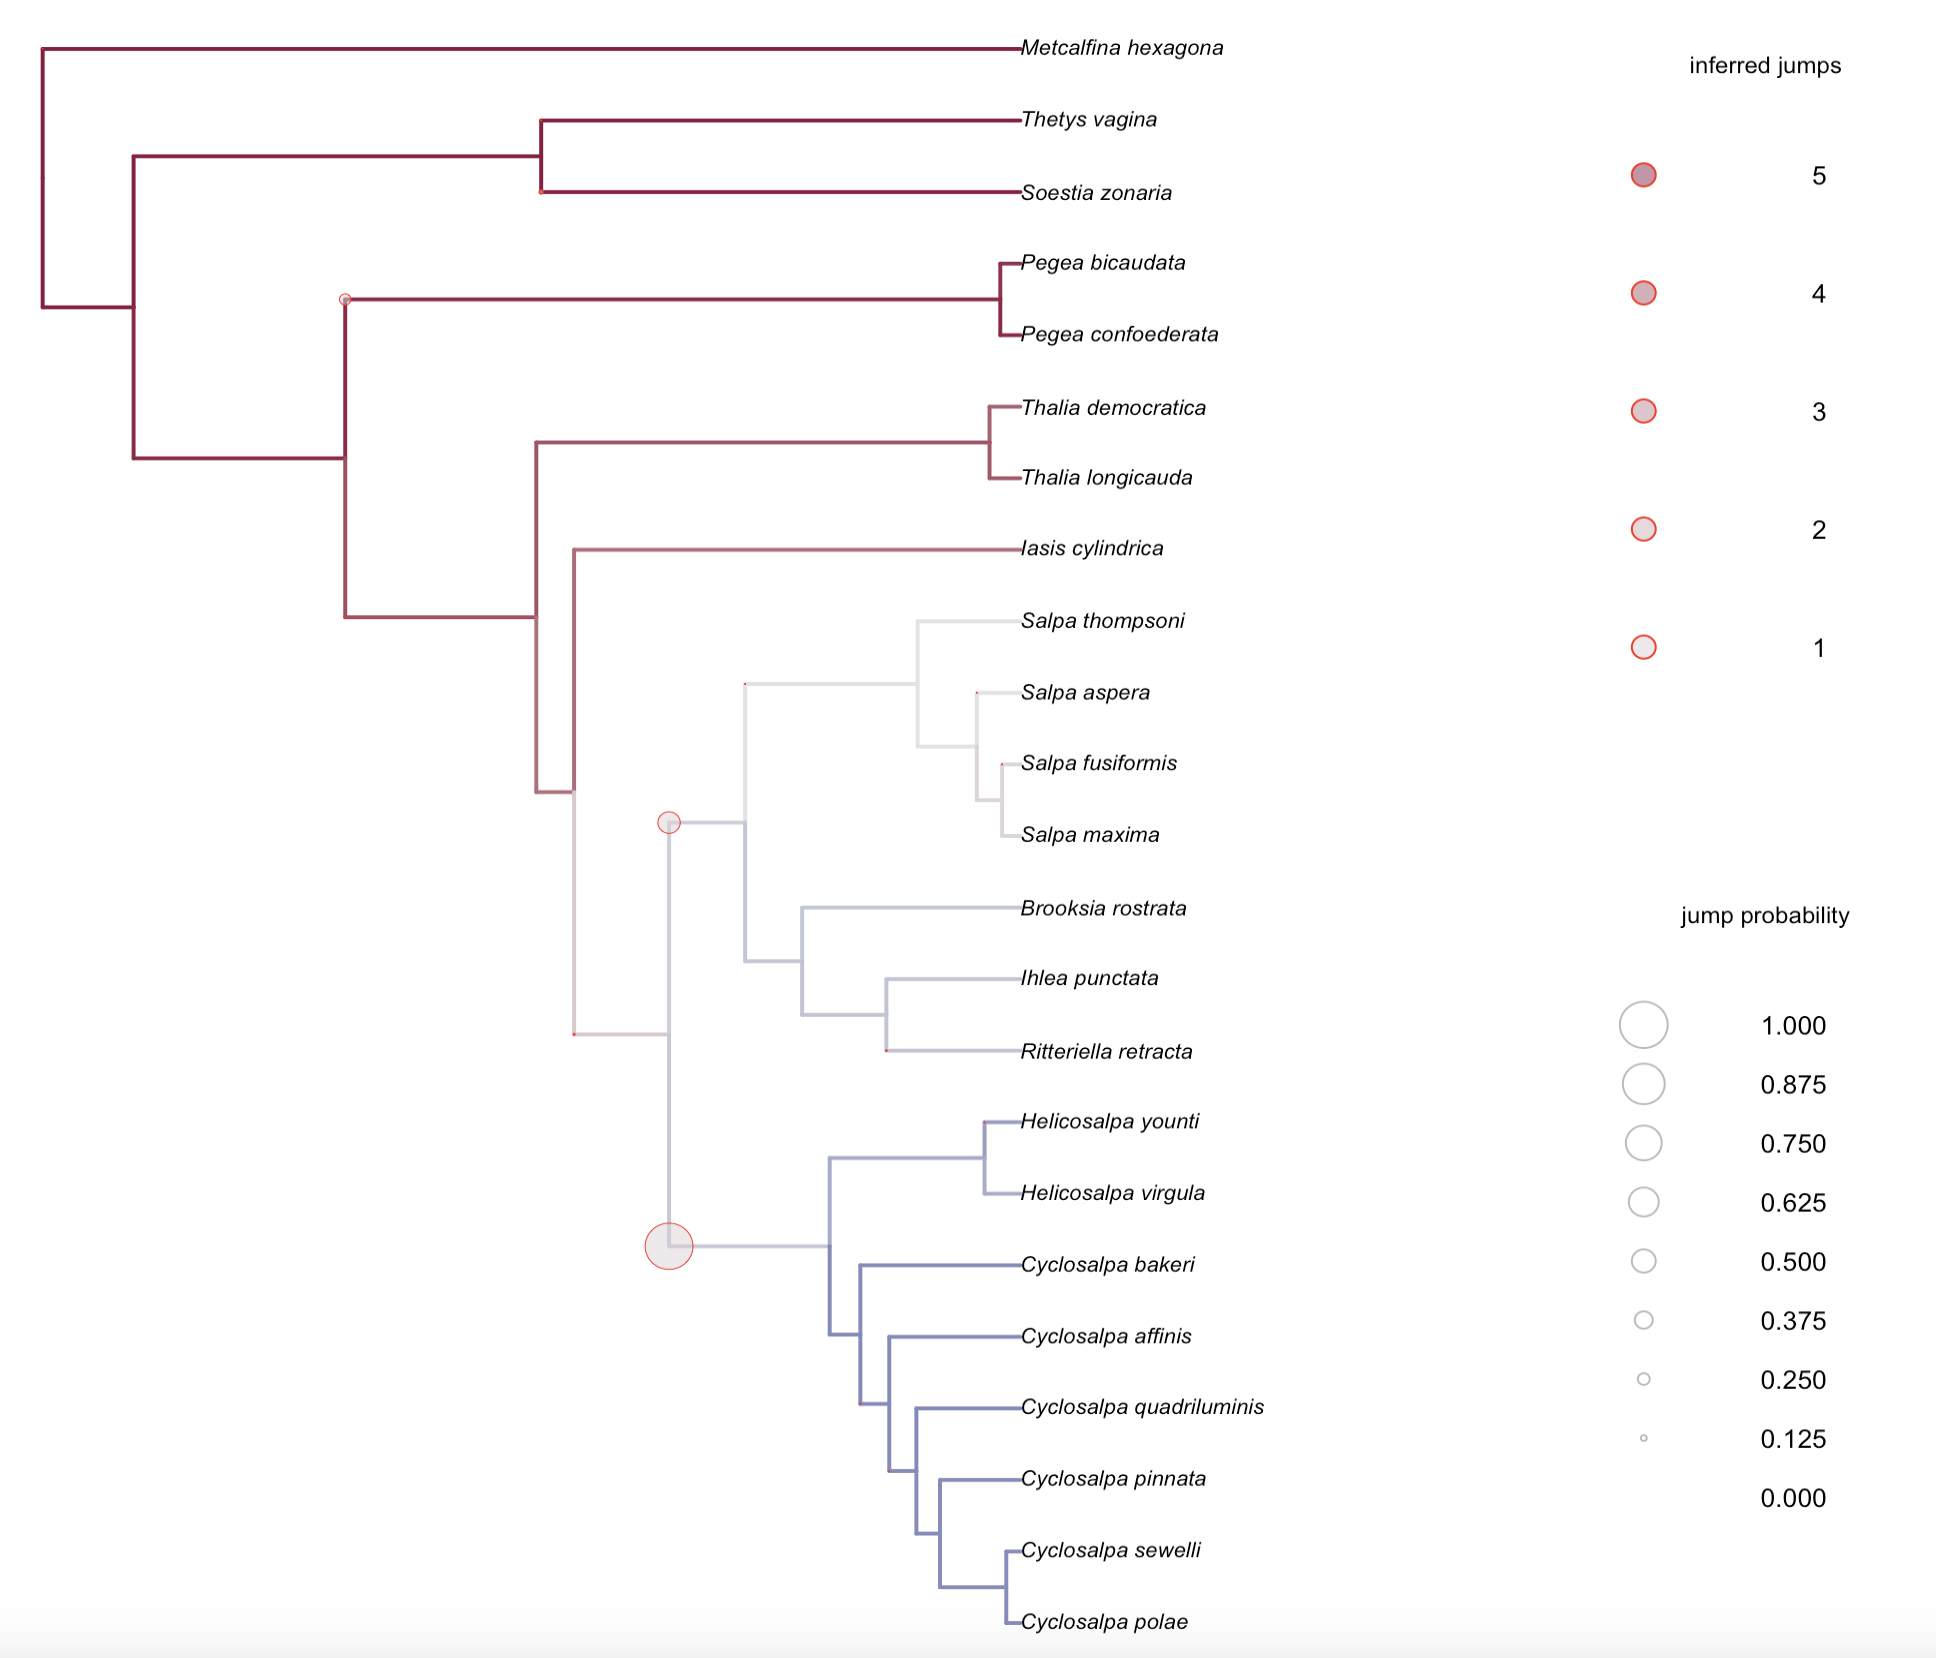 Metcalfina hexagona
Thetys vagina
Soestia zonaria
Pegea bicaudata
Pegea confoederata
Thalia democratica
Thalia longicauda
Iasis cylindrica
Salpa thompsoni
Salpa aspera
Salpa fusiformis
Salpa maxima
Brooksia rostrata
Ihlea punctata
Ritteriella retracta
Helicosalpa younti
Helicosalpa virgula
Cyclosalpa bakeri
Cyclosalpa affinis
Cyclosalpa quadriluminis
Cyclosalpa pinnata
Cyclosalpa sewelli
Cyclosalpa polae
inferred jumps
5
4
3
2
1
jump probability
1.000
0.875
0.750
0.625
0.500
0.375
0.250
0.125
0.000